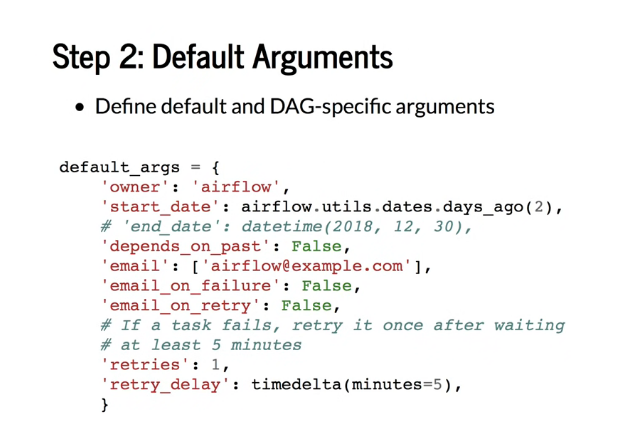 Step 2: Default Arguments
• Define default and DAG-specific arguments
default_args = {
    'owner': 'airflow',
    'start_date': airflow.utils.dates.days_ago(2),
    # 'end_date': datetime(2018, 12, 30),
    'depends_on_past': False,
    'email': ['airflow@example.com'],
    'email_on_failure': False,
    'email_on_retry': False,
    # If a task fails, retry it once after waiting
    # at least 5 minutes
    'retries': 1,
    'retry_delay': timedelta(minutes=5),
    }